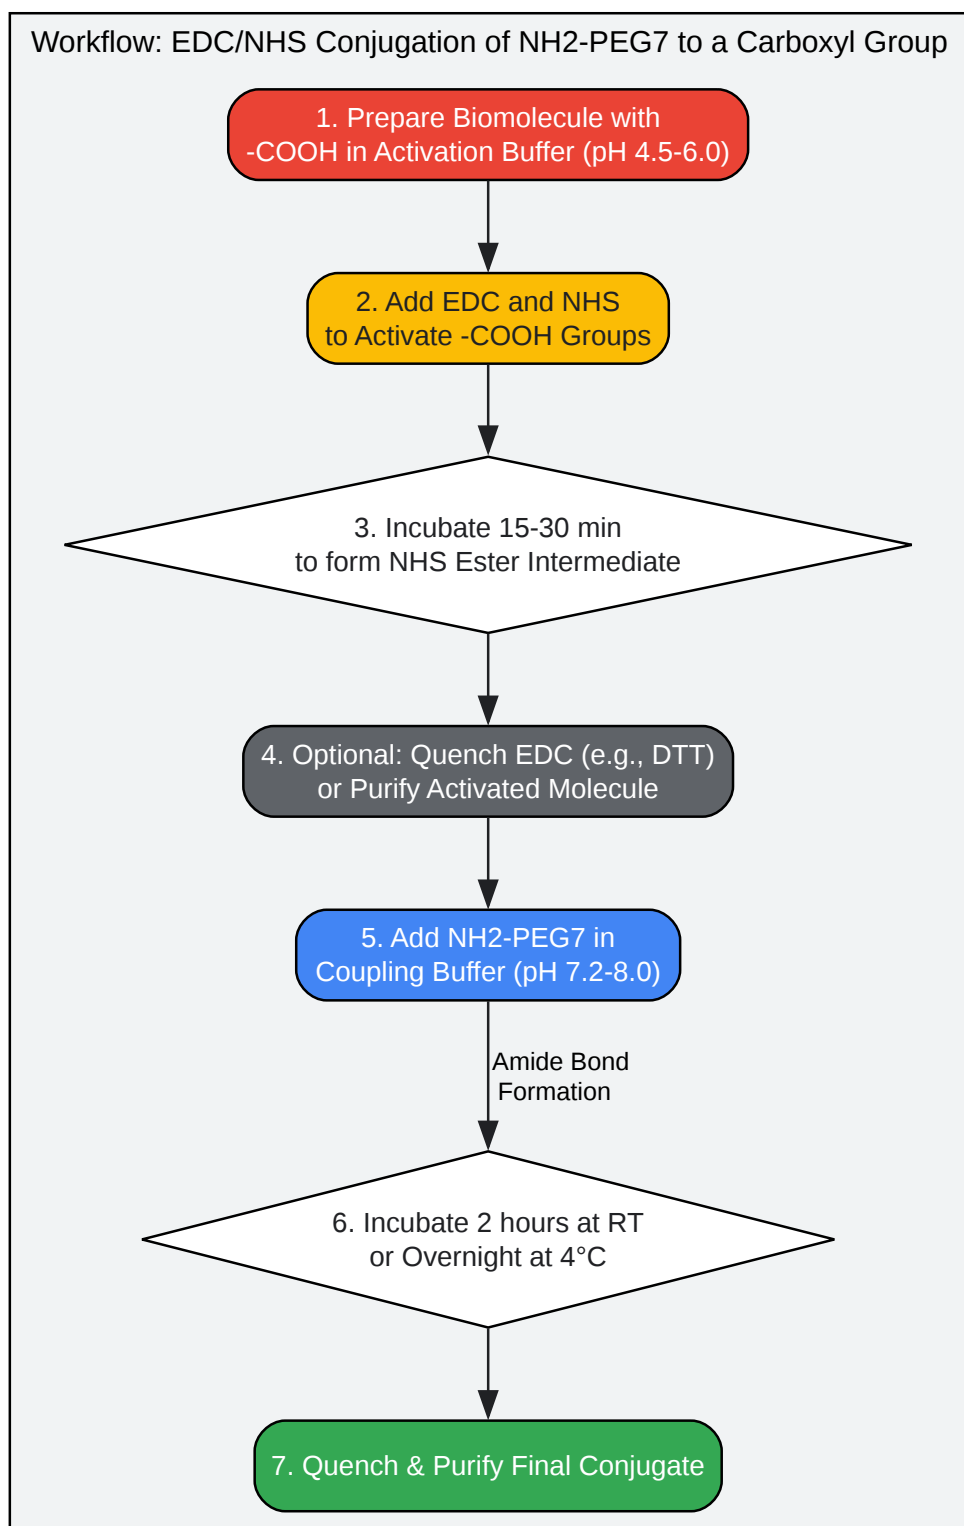 Workflow: EDC/NHS Conjugation of NH2-PEG7 to a Carboxyl Group
1. Prepare Biomolecule with
-COOH in Activation Buffer (pH 4.5-6.0)
2. Add EDC and NHS
to Activate -COOH Groups
3. Incubate 15-30 min
to form NHS Ester Intermediate
4. Optional: Quench EDC (e.g., DTT)
or Purify Activated Molecule
5. Add NH2-PEG7 in
Coupling Buffer (pH 7.2-8.0)
Amide Bond
Formation
6. Incubate 2 hours at RT
or Overnight at 4°C
7. Quench & Purify Final Conjugate